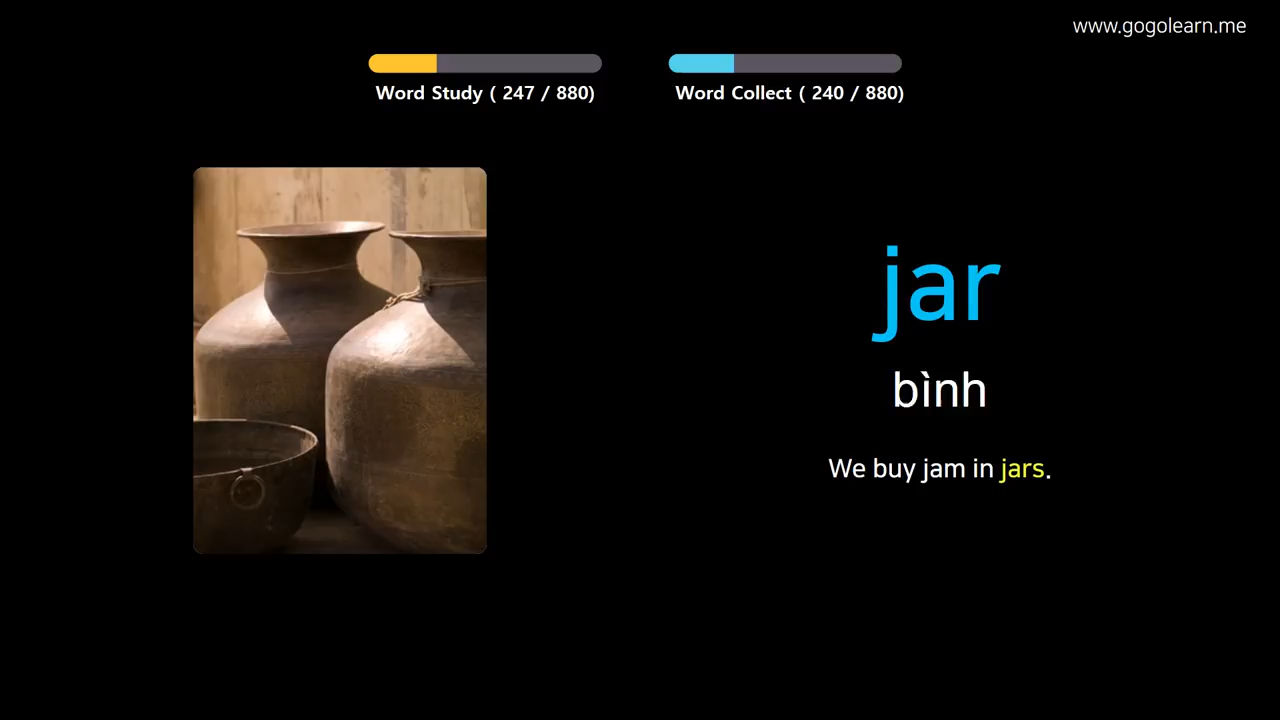 www.gogolearn.me
Word Study ( 247 / 880)
Word Collect ( 240 / 880)
jar
bình
We buy jam in jars.